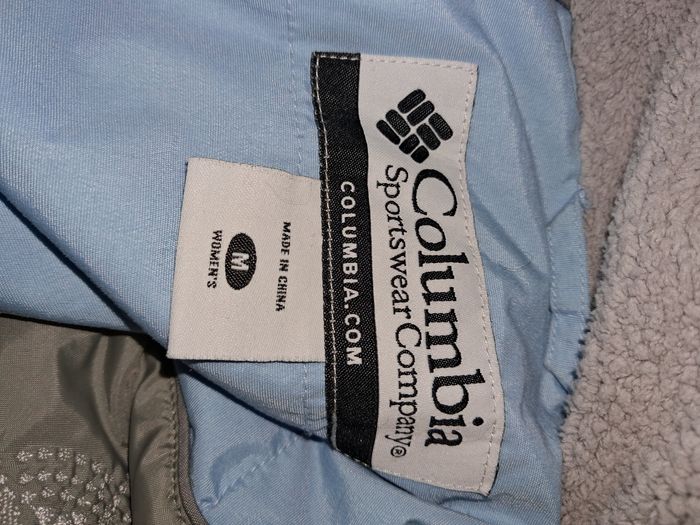 Columbia
Sportswear Company®
COLUMBIA.COM
MADE IN CHINA
M
WOMEN'S